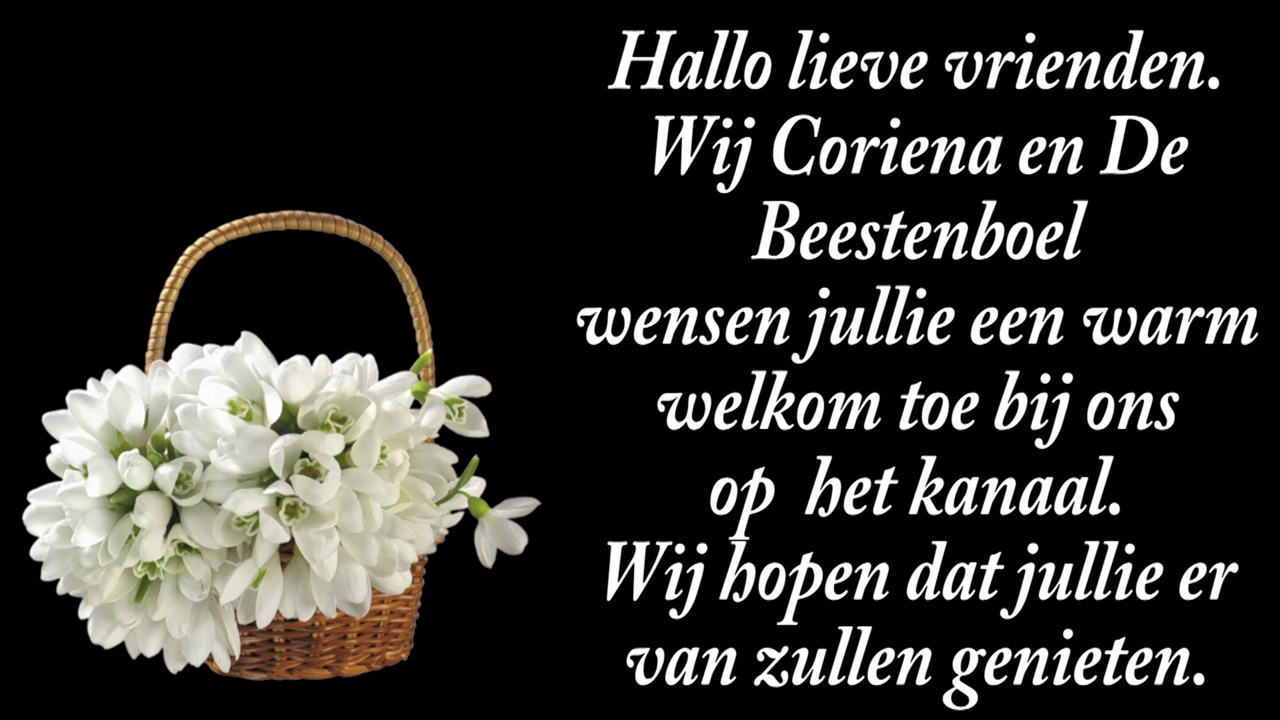 Hallo lieve vrienden.
Wij Coriena en De
Beestenboel
wensen jullie een warm
welkom toe bij ons
op het kanaal.
Wij hopen dat jullie er
van zullen genieten.